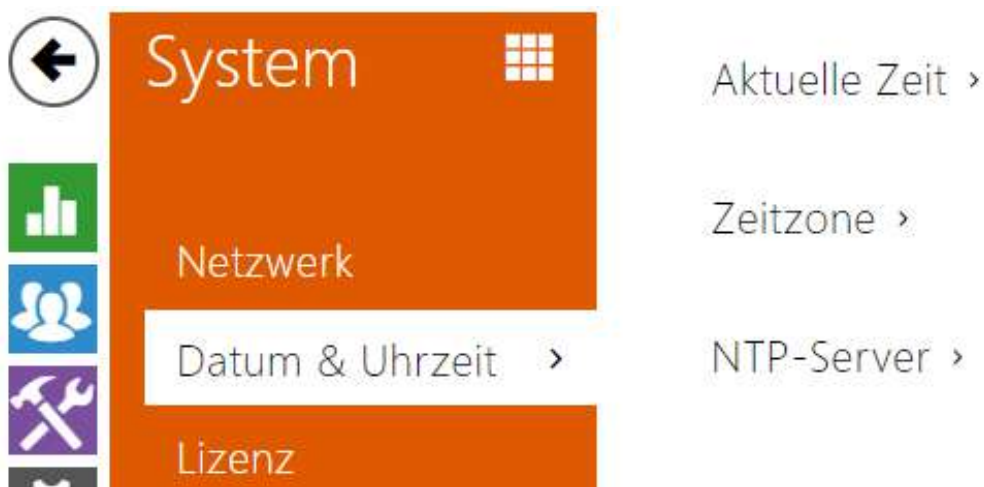 System
Netzwerk
Datum & Uhrzeit
Lizenz
Aktuelle Zeit
Zeitzone
NTP-Server